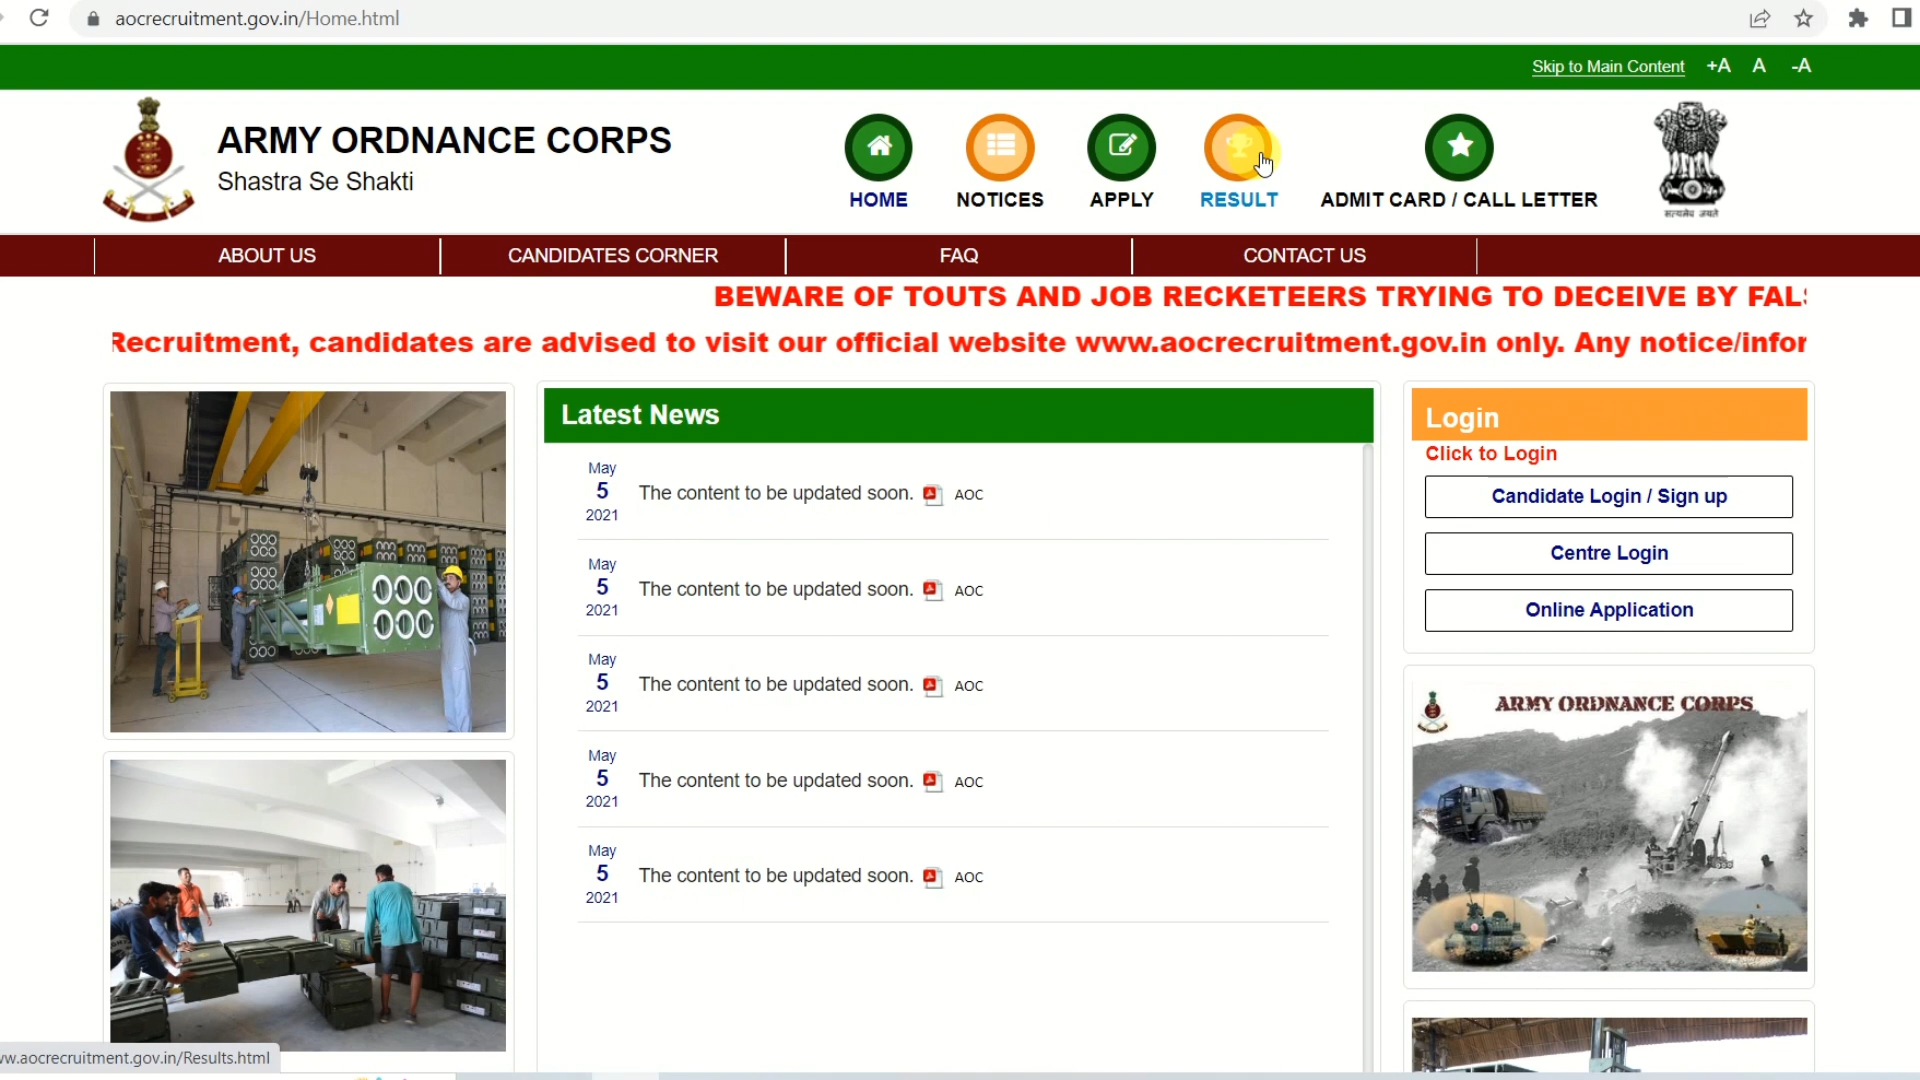 aocrecruitment.gov.in/Home.html
Skip to Main Content +A A -A
ARMY ORDNANCE CORPS
Shastra Se Shakti
HOME
NOTICES
APPLY
RESULT
ADMIT CARD / CALL LETTER
सत्यमेव जयते
ABOUT US
CANDIDATES CORNER
FAQ
CONTACT US
BEWARE OF TOUTS AND JOB RECKETEERS TRYING TO DECEIVE BY
Recruitment, candidates are advised to visit our official website www.aocrecruitment.gov.in only. Any
Latest News
May
5
2021
The content to be updated soon. AOC
May
5
2021
The content to be updated soon. AOC
May
5
2021
The content to be updated soon. AOC
May
5
2021
The content to be updated soon. AOC
May
5
2021
The content to be updated soon. AOC
Login
Click to Login
Candidate Login / Sign up
Centre Login
Online Application
ARMY ORDNANCE CORPS
w.aocrecruitment.gov.in/Results.html